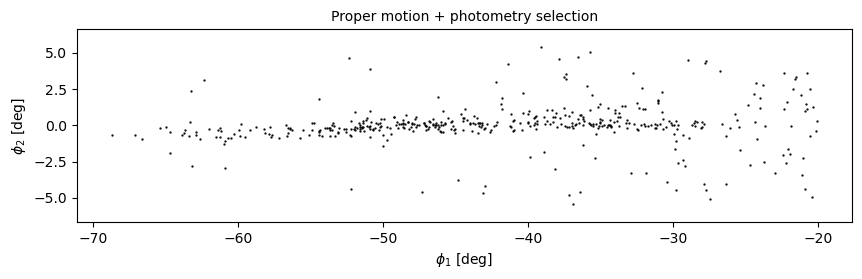 Proper motion + photometry selection
5.0
2.5
0.0
−2.5
−5.0
ϕ₂ [deg]
−70 −60 −50 −40 −30 −20
ϕ₁ [deg]